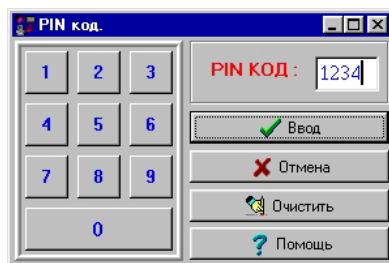 PIN код.
1 2 3
4 5 6
7 8 9
0
PIN КОД : 1234
Ввод
Отмена
Очистить
Помощь